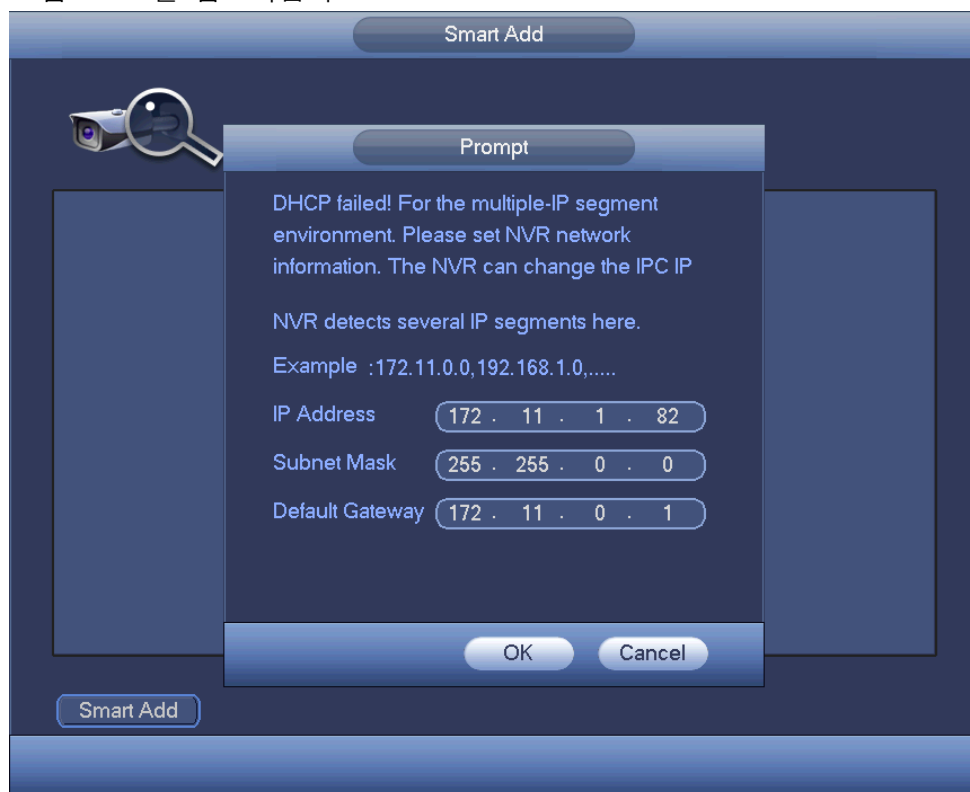 Smart Add
Prompt
DHCP failed! For the multiple-IP segment
environment. Please set NVR network
information. The NVR can change the IPC IP
NVR detects several IP segments here.
Example :172.11.0.0,192.168.1.0,.....
IP Address 172 . 11 . 1 . 82
Subnet Mask 255 . 255 . 0 . 0
Default Gateway 172 . 11 . 0 . 1
OK Cancel
Smart Add